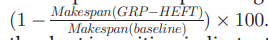 (1 − Makespan(GRP−HEFT) / Makespan(baseline)) × 100.